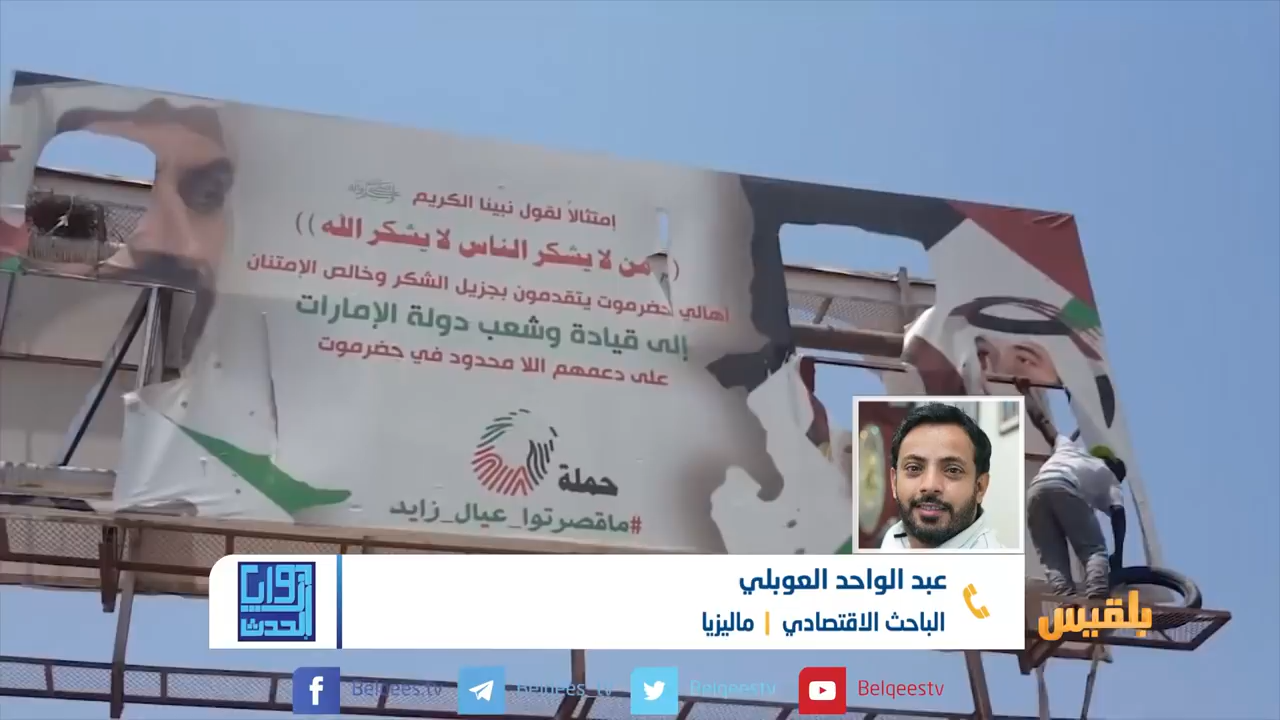 إمتثالاً لقول نبينا الكريم ﷺ
((من لا يشكر الناس لا يشكر الله))
أهالي حضرموت يتقدمون بجزيل الشكر وخالص الإمتنان
إلى قيادة وشعب دولة الإمارات
على دعمهم اللا محدود في حضرموت
حملة
#ماقصرتوا_عيال_زايد
عبد الواحد العوبلي
الباحث الاقتصادي | ماليزيا
زوايا الحدث
بلقيس
Belqees.tv
Belqees_tv
Belqeestv
Belqeestv